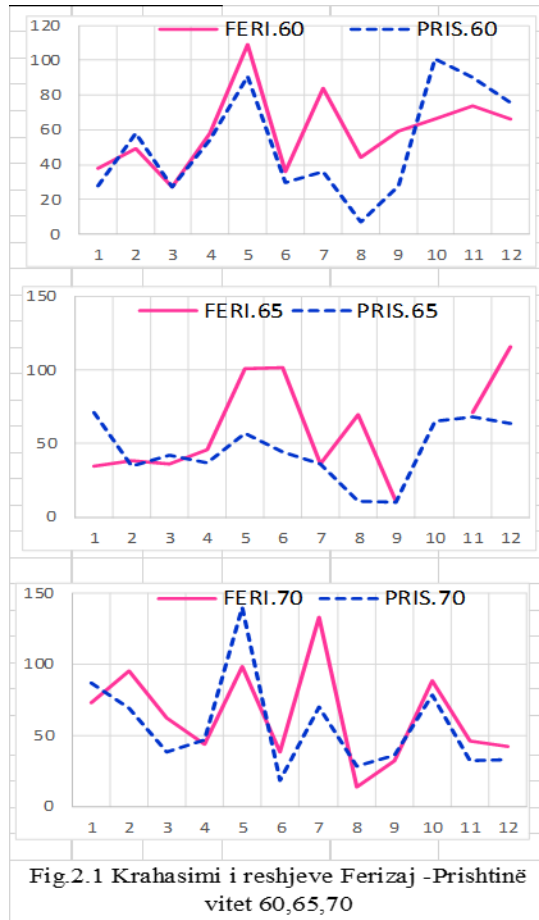 FERI.60 PRIS.60
120
100
80
60
40
20
0
1 2 3 4 5 6 7 8 9 10 11 12
FERI.65 PRIS.65
150
100
50
0
1 2 3 4 5 6 7 8 9 10 11 12
FERI.70 PRIS.70
150
100
50
0
1 2 3 4 5 6 7 8 9 10 11 12
Fig.2.1 Krahasimi i reshjeve Ferizaj -Prishtinë
vitet 60,65,70